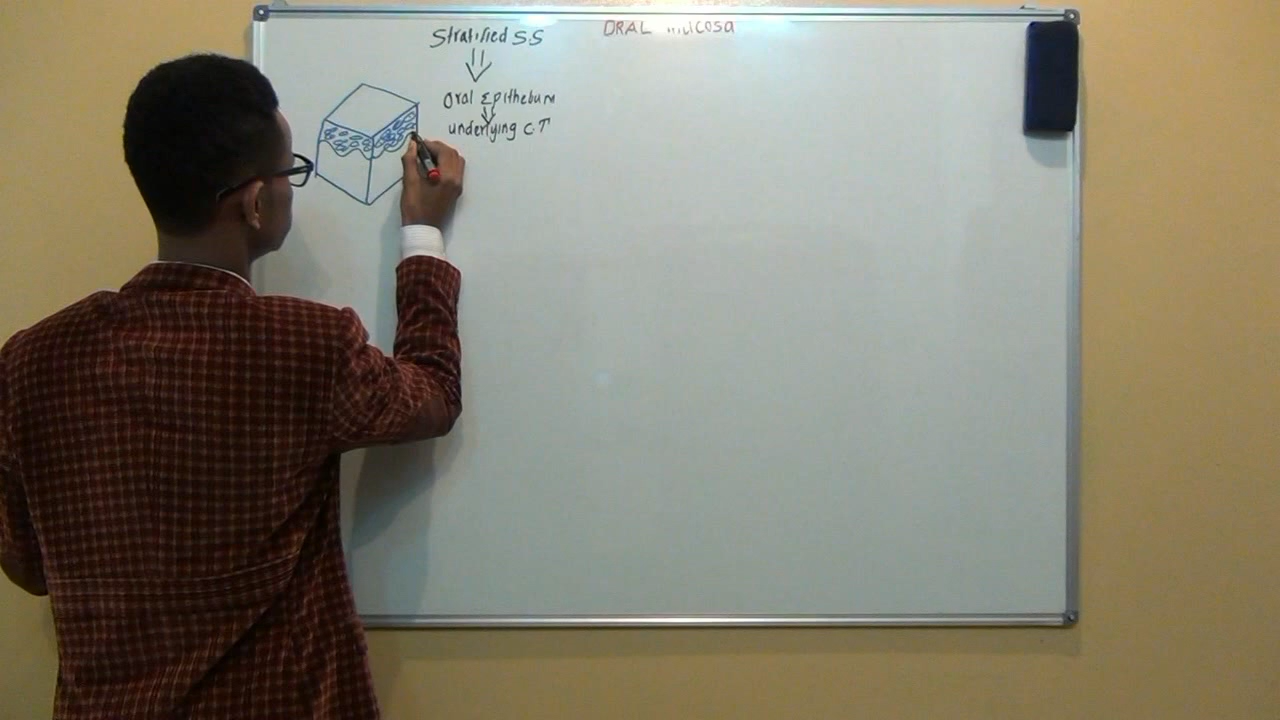 ORAL mucosa
Stratified S.S
Oral Epithelium
underlying C.T